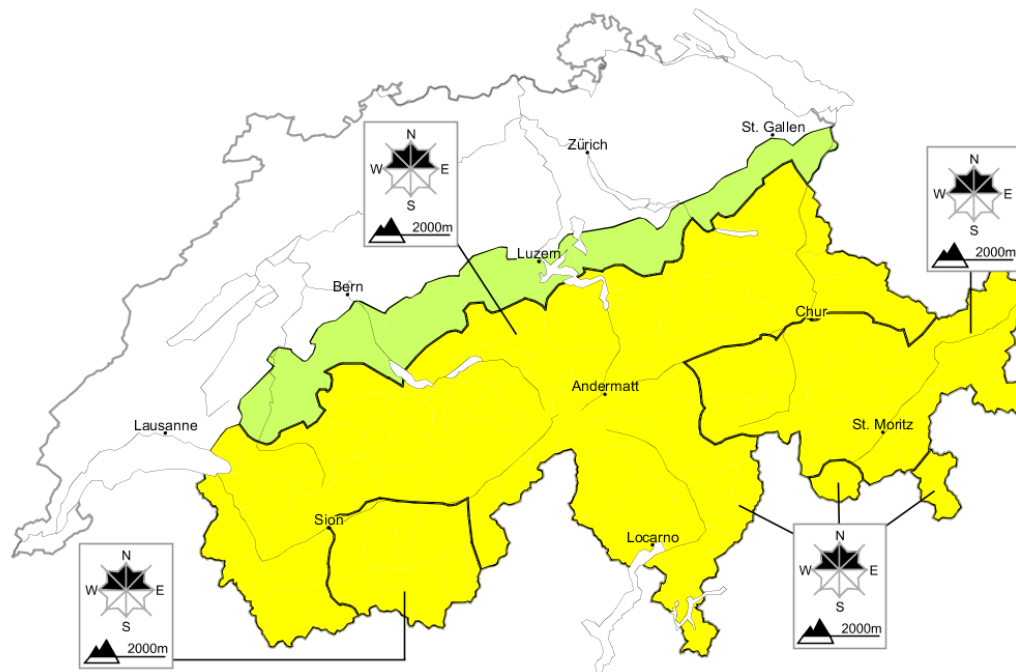 St. Gallen
N
Zürich
W E
S
2000m
N
W E
S
2000m
Luzern
Bern
Chur
Andermatt
Lausanne
St. Moritz
Sion
Locarno
N
W E
S
2000m
N
W E
S
2000m